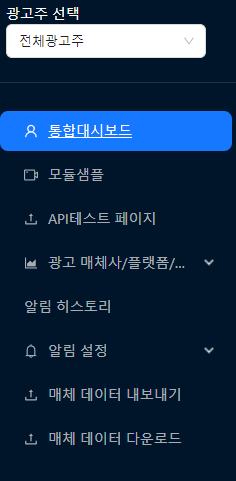 광고주 선택
전체광고주
통합대시보드
모듈샘플
API테스트 페이지
광고 매체사/플랫폼/...
알림 히스토리
알림 설정
매체 데이터 내보내기
매체 데이터 다운로드